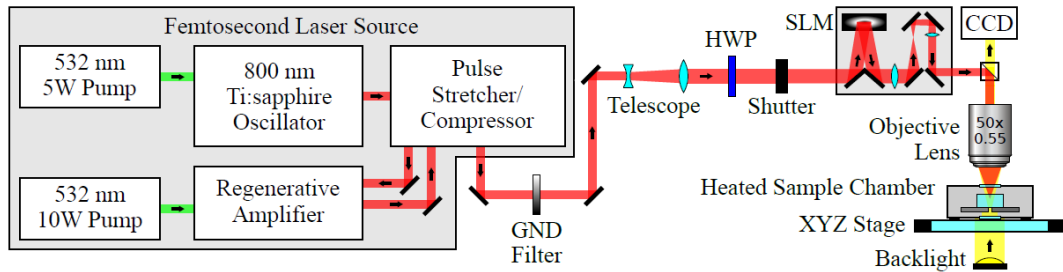 Femtosecond Laser Source
532 nm
5W Pump
800 nm
Ti:sapphire
Oscillator
Pulse
Stretcher/
Compressor
532 nm
10W Pump
Regenerative
Amplifier
GND
Filter
Telescope
HWP
Shutter
SLM
CCD
50x
0.55
Objective
Lens
Heated Sample Chamber
XYZ Stage
Backlight